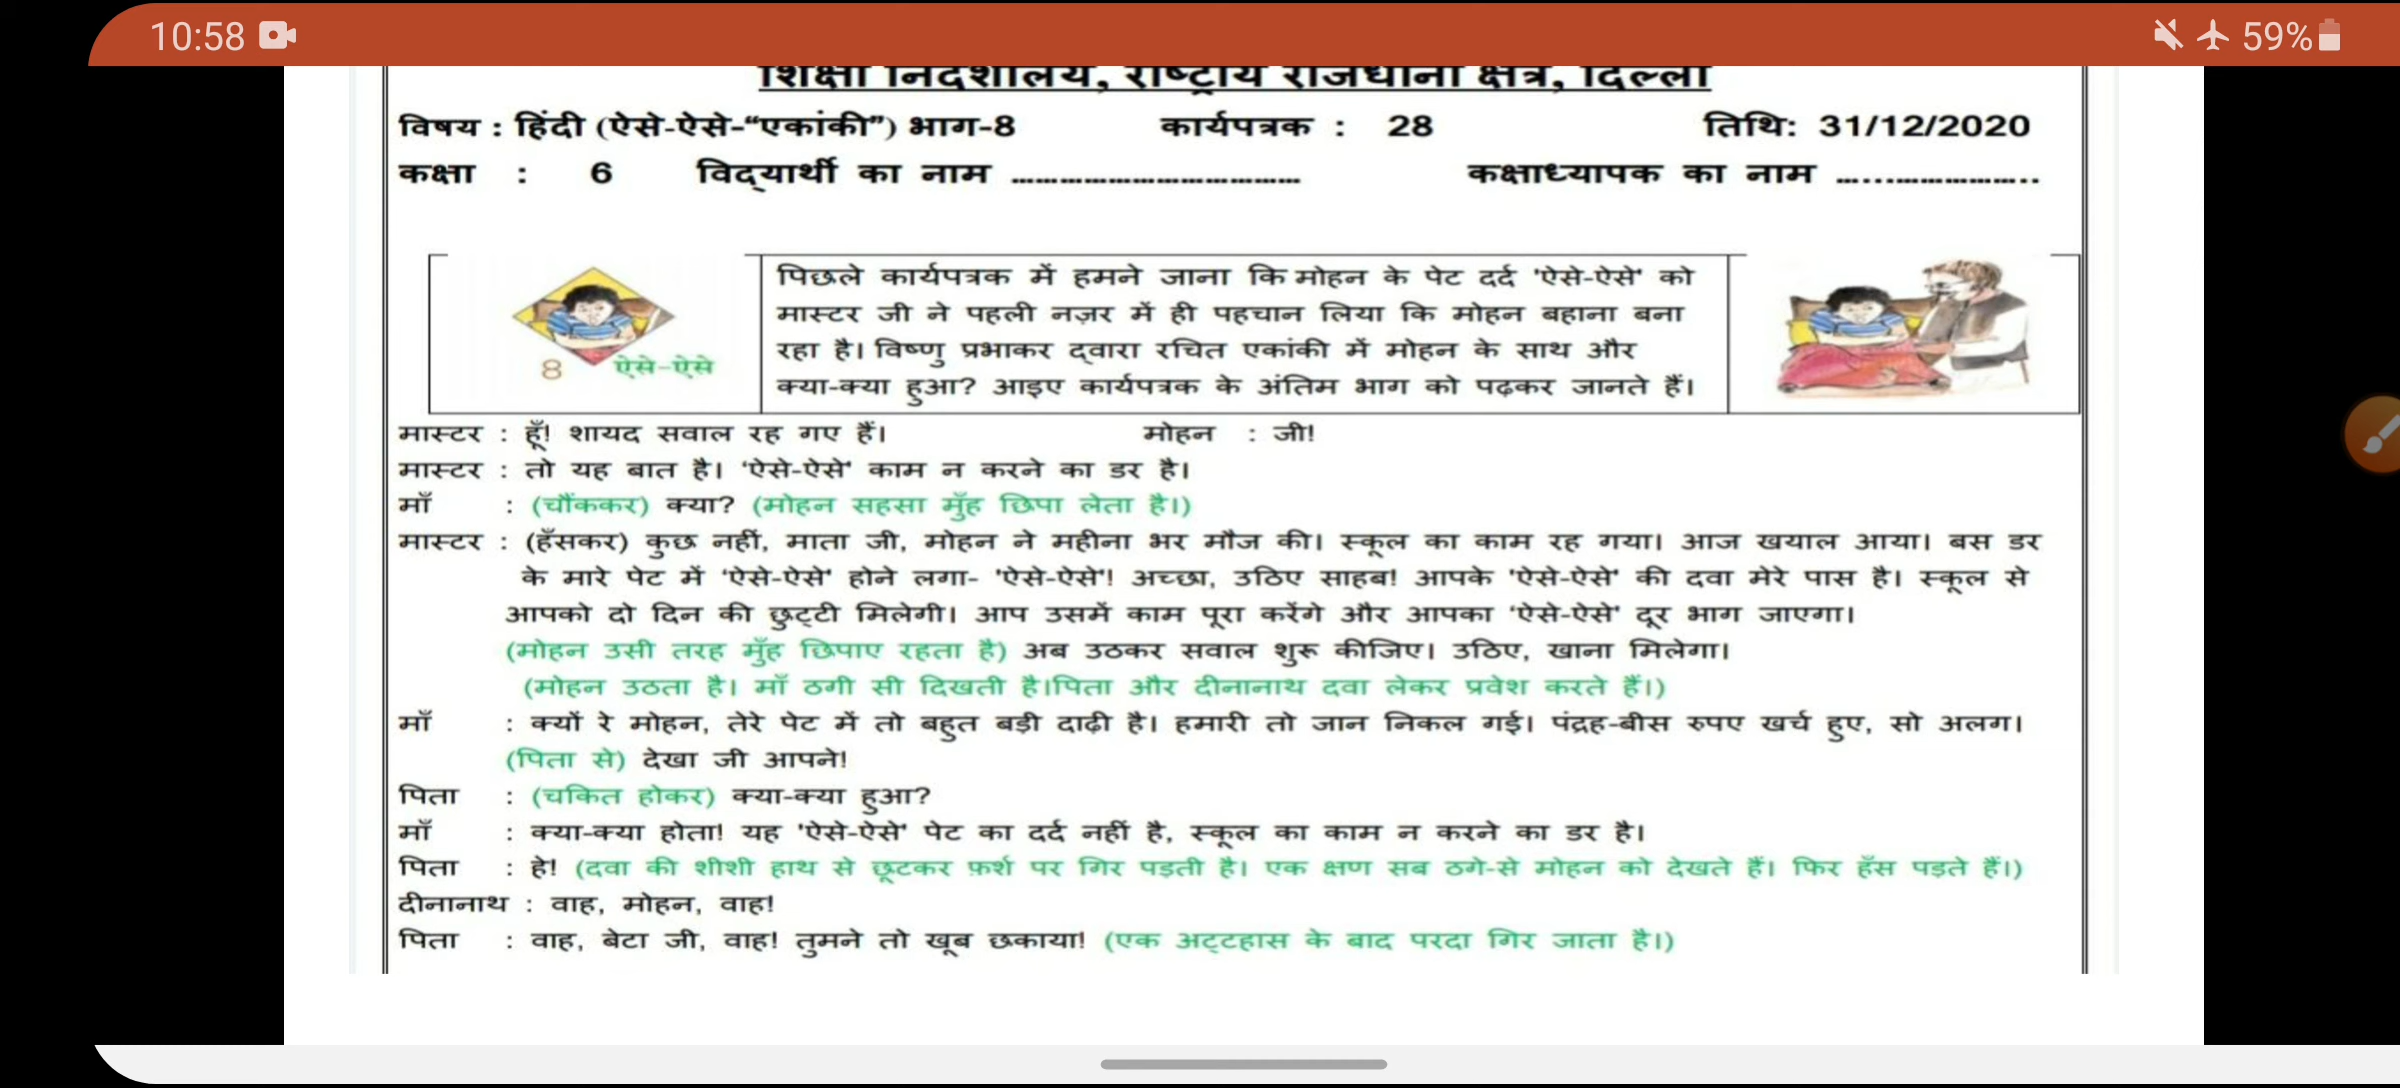 10:58 59%
शिक्षा निदेशालय, राष्ट्रीय राजधानी क्षेत्र, दिल्ली
विषय : हिंदी (ऐसे-ऐसे-“एकांकी”) भाग-8 कार्यपत्रक : 28 तिथि: 31/12/2020
कक्षा : 6 विद्यार्थी का नाम ………………………………… कक्षाध्यापक का नाम ………………………
पिछले कार्यपत्रक में हमने जाना कि मोहन के पेट दर्द 'ऐसे-ऐसे' को
मास्टर जी ने पहली नज़र में ही पहचान लिया कि मोहन बहाना बना
रहा है। विष्णु प्रभाकर द्वारा रचित एकांकी में मोहन के साथ और
क्या-क्या हुआ? आइए कार्यपत्रक के अंतिम भाग को पढ़कर जानते हैं।
8 ऐसे-ऐसे
मास्टर : हूँ! शायद सवाल रह गए हैं। मोहन : जी!
मास्टर : तो यह बात है। 'ऐसे-ऐसे' काम न करने का डर है।
माँ : (चौंककर) क्या? (मोहन सहसा मुँह छिपा लेता है।)
मास्टर : (हँसकर) कुछ नहीं, माता जी, मोहन ने महीना भर मौज की। स्कूल का काम रह गया। आज खयाल आया। बस डर
के मारे पेट में 'ऐसे-ऐसे' होने लगा- 'ऐसे-ऐसे'! अच्छा, उठिए साहब! आपके 'ऐसे-ऐसे' की दवा मेरे पास है। स्कूल से
आपको दो दिन की छुट्टी मिलेगी। आप उसमें काम पूरा करेंगे और आपका 'ऐसे-ऐसे' दूर भाग जाएगा।
(मोहन उसी तरह मुँह छिपाए रहता है) अब उठकर सवाल शुरू कीजिए। उठिए, खाना मिलेगा।
(मोहन उठता है। माँ ठगी सी दिखती है।पिता और दीनानाथ दवा लेकर प्रवेश करते हैं।)
माँ : क्यों रे मोहन, तेरे पेट में तो बहुत बड़ी दाढ़ी है। हमारी तो जान निकल गई। पंद्रह-बीस रुपए खर्च हुए, सो अलग।
(पिता से) देखा जी आपने!
पिता : (चकित होकर) क्या-क्या हुआ?
माँ : क्या-क्या होता! यह 'ऐसे-ऐसे' पेट का दर्द नहीं है, स्कूल का काम न करने का डर है।
पिता : हे! (दवा की शीशी हाथ से छूटकर फ़र्श पर गिर पड़ती है। एक क्षण सब ठगे-से मोहन को देखते हैं। फिर हँस पड़ते हैं।)
दीनानाथ : वाह, मोहन, वाह!
पिता : वाह, बेटा जी, वाह! तुमने तो खूब छकाया! (एक अट्टहास के बाद परदा गिर जाता है।)